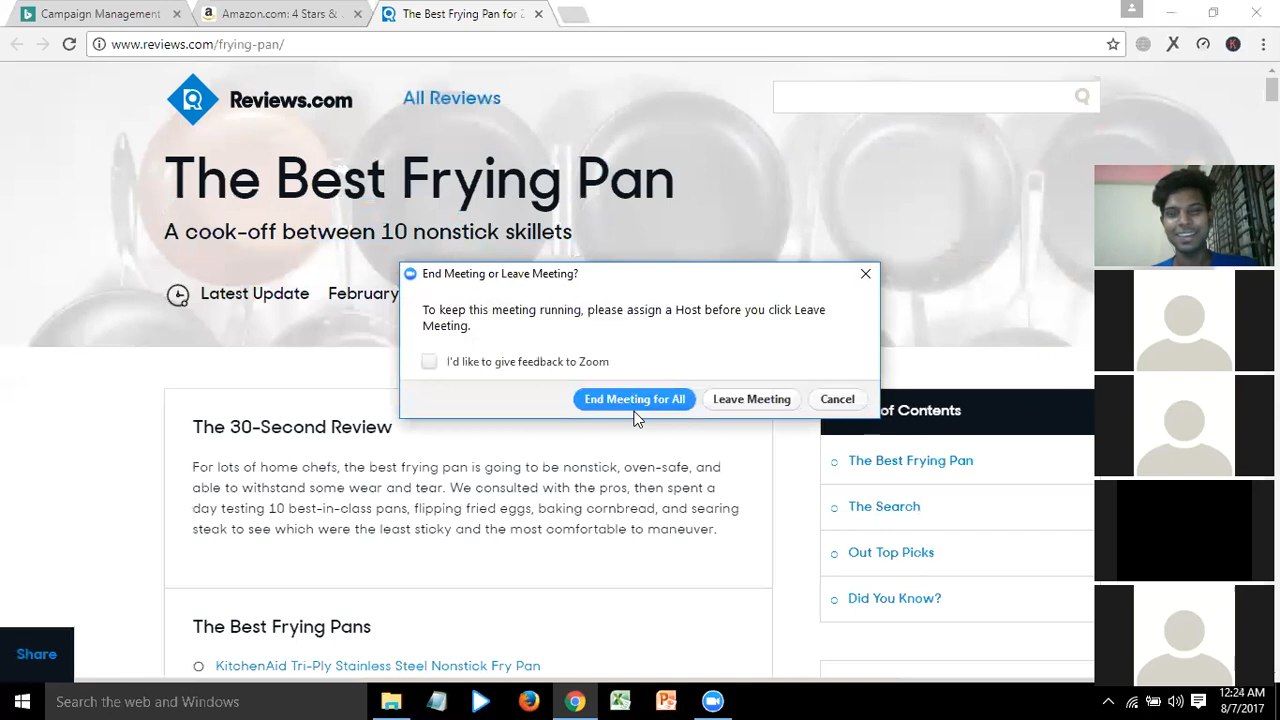 Campaign Management
Amazon.com: 4 Stars &
The Best Frying Pan for
www.reviews.com/frying-pan/
K
Reviews.com
All Reviews
The Best Frying Pan
A cook-off between 10 nonstick skillets
Latest Update February
End Meeting or Leave Meeting?
To keep this meeting running, please assign a Host before you click Leave
Meeting.
I'd like to give feedback to Zoom
End Meeting for All
Leave Meeting
Cancel
of Contents
The Best Frying Pan
The Search
Out Top Picks
Did You Know?
The 30-Second Review
For lots of home chefs, the best frying pan is going to be nonstick, oven-safe, and
able to withstand some wear and tear. We consulted with the pros, then spent a
day testing 10 best-in-class pans, flipping fried eggs, baking cornbread, and searing
steak to see which were the least sticky and the most comfortable to maneuver.
The Best Frying Pans
KitchenAid Tri-Ply Stainless Steel Nonstick Fry Pan
Share
Search the web and Windows
12:24 AM
8/7/2017